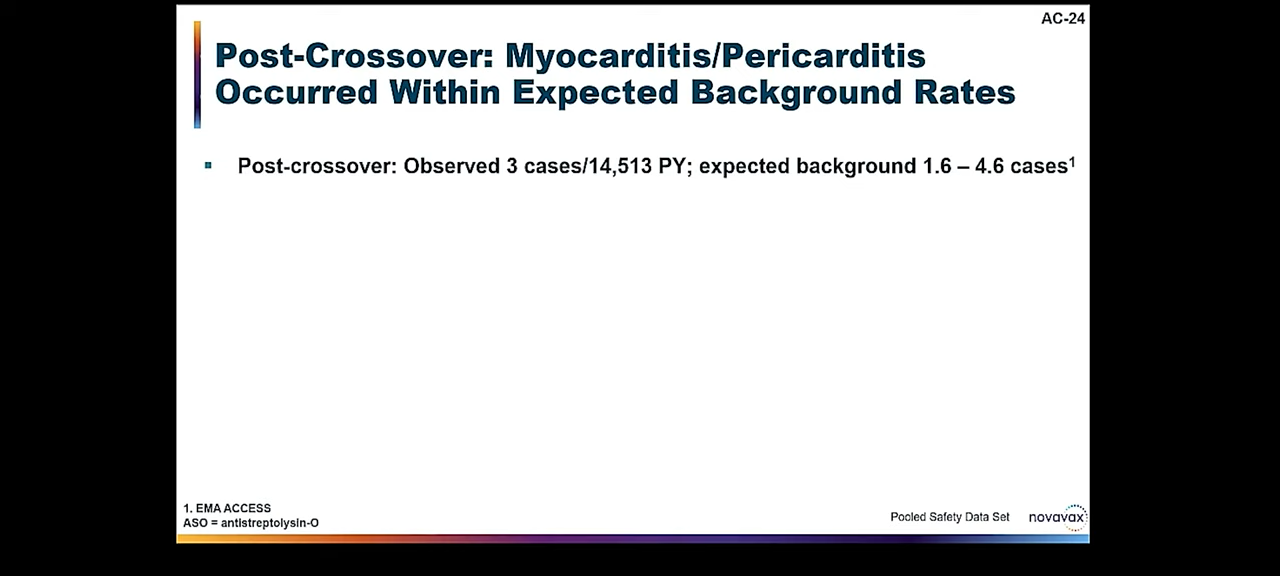 AC-24
Post-Crossover: Myocarditis/Pericarditis
Occurred Within Expected Background Rates
▪ Post-crossover: Observed 3 cases/14,513 PY; expected background 1.6 – 4.6 cases¹
1. EMA ACCESS
ASO = antistreptolysin-O
Pooled Safety Data Set
novavax